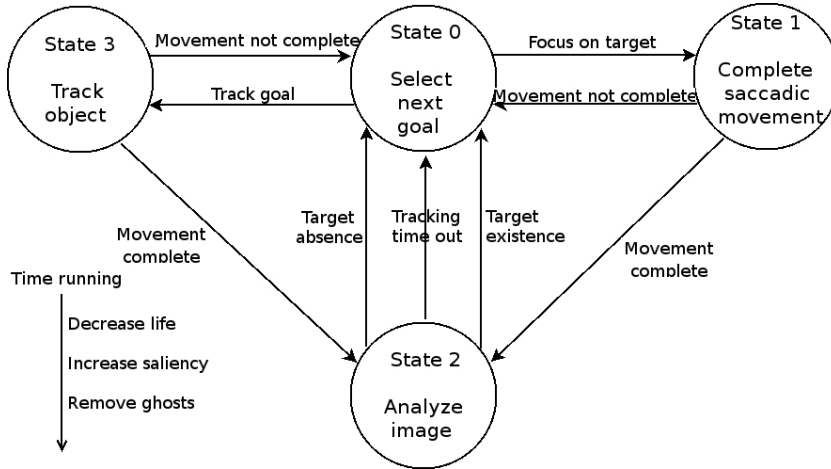 State 3
Track
object
Movement not complete
Track goal
State 0
Select
next
goal
Focus on target
Movement not complete
State 1
Complete
saccadic
movement
Movement
complete
Target
absence
Tracking
time out
Target
existence
Movement
complete
Time running
Decrease life
Increase saliency
Remove ghosts
State 2
Analyze
image